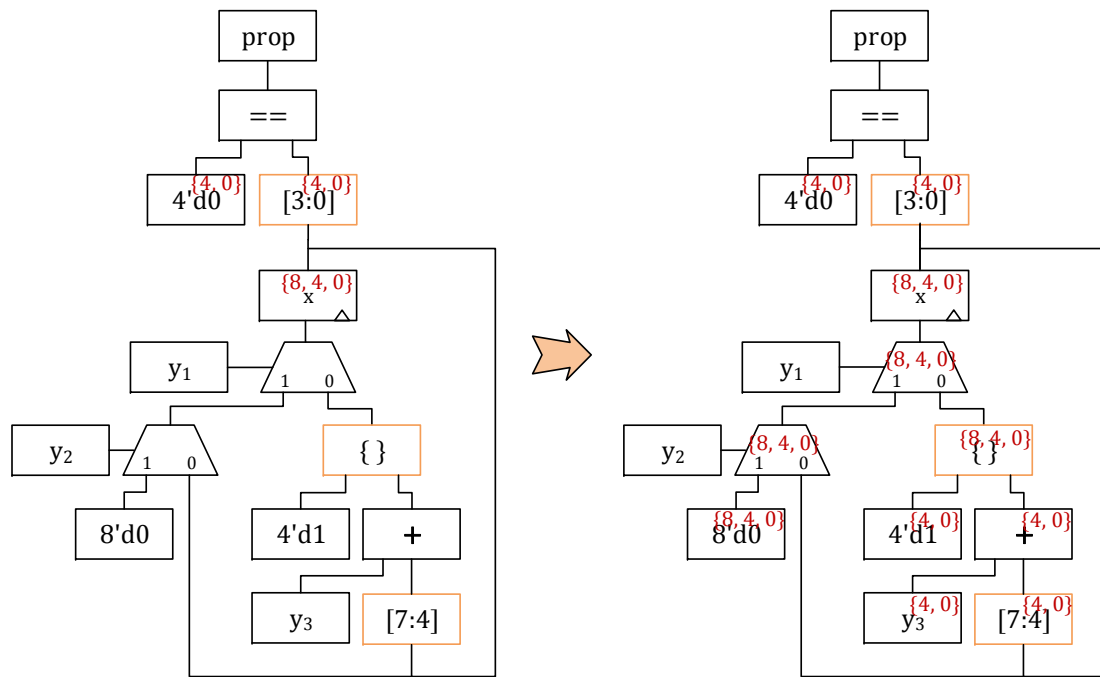 prop
==
{4, 0}
4'd0
{4, 0}
[3:0]
{8, 4, 0}
x
y₁
1 0
y₂
1 0
{ }
8'd0
4'd1
+
y₃
[7:4]
prop
==
{4, 0}
4'd0
{4, 0}
[3:0]
{8, 4, 0}
x
y₁
{8, 4, 0}
1 0
y₂
{8, 4, 0}
1 0
{8, 4, 0}
{ }
{8, 4, 0}
8'd0
{4, 0}
4'd1
{4, 0}
+
{4, 0}
y₃
{4, 0}
[7:4]